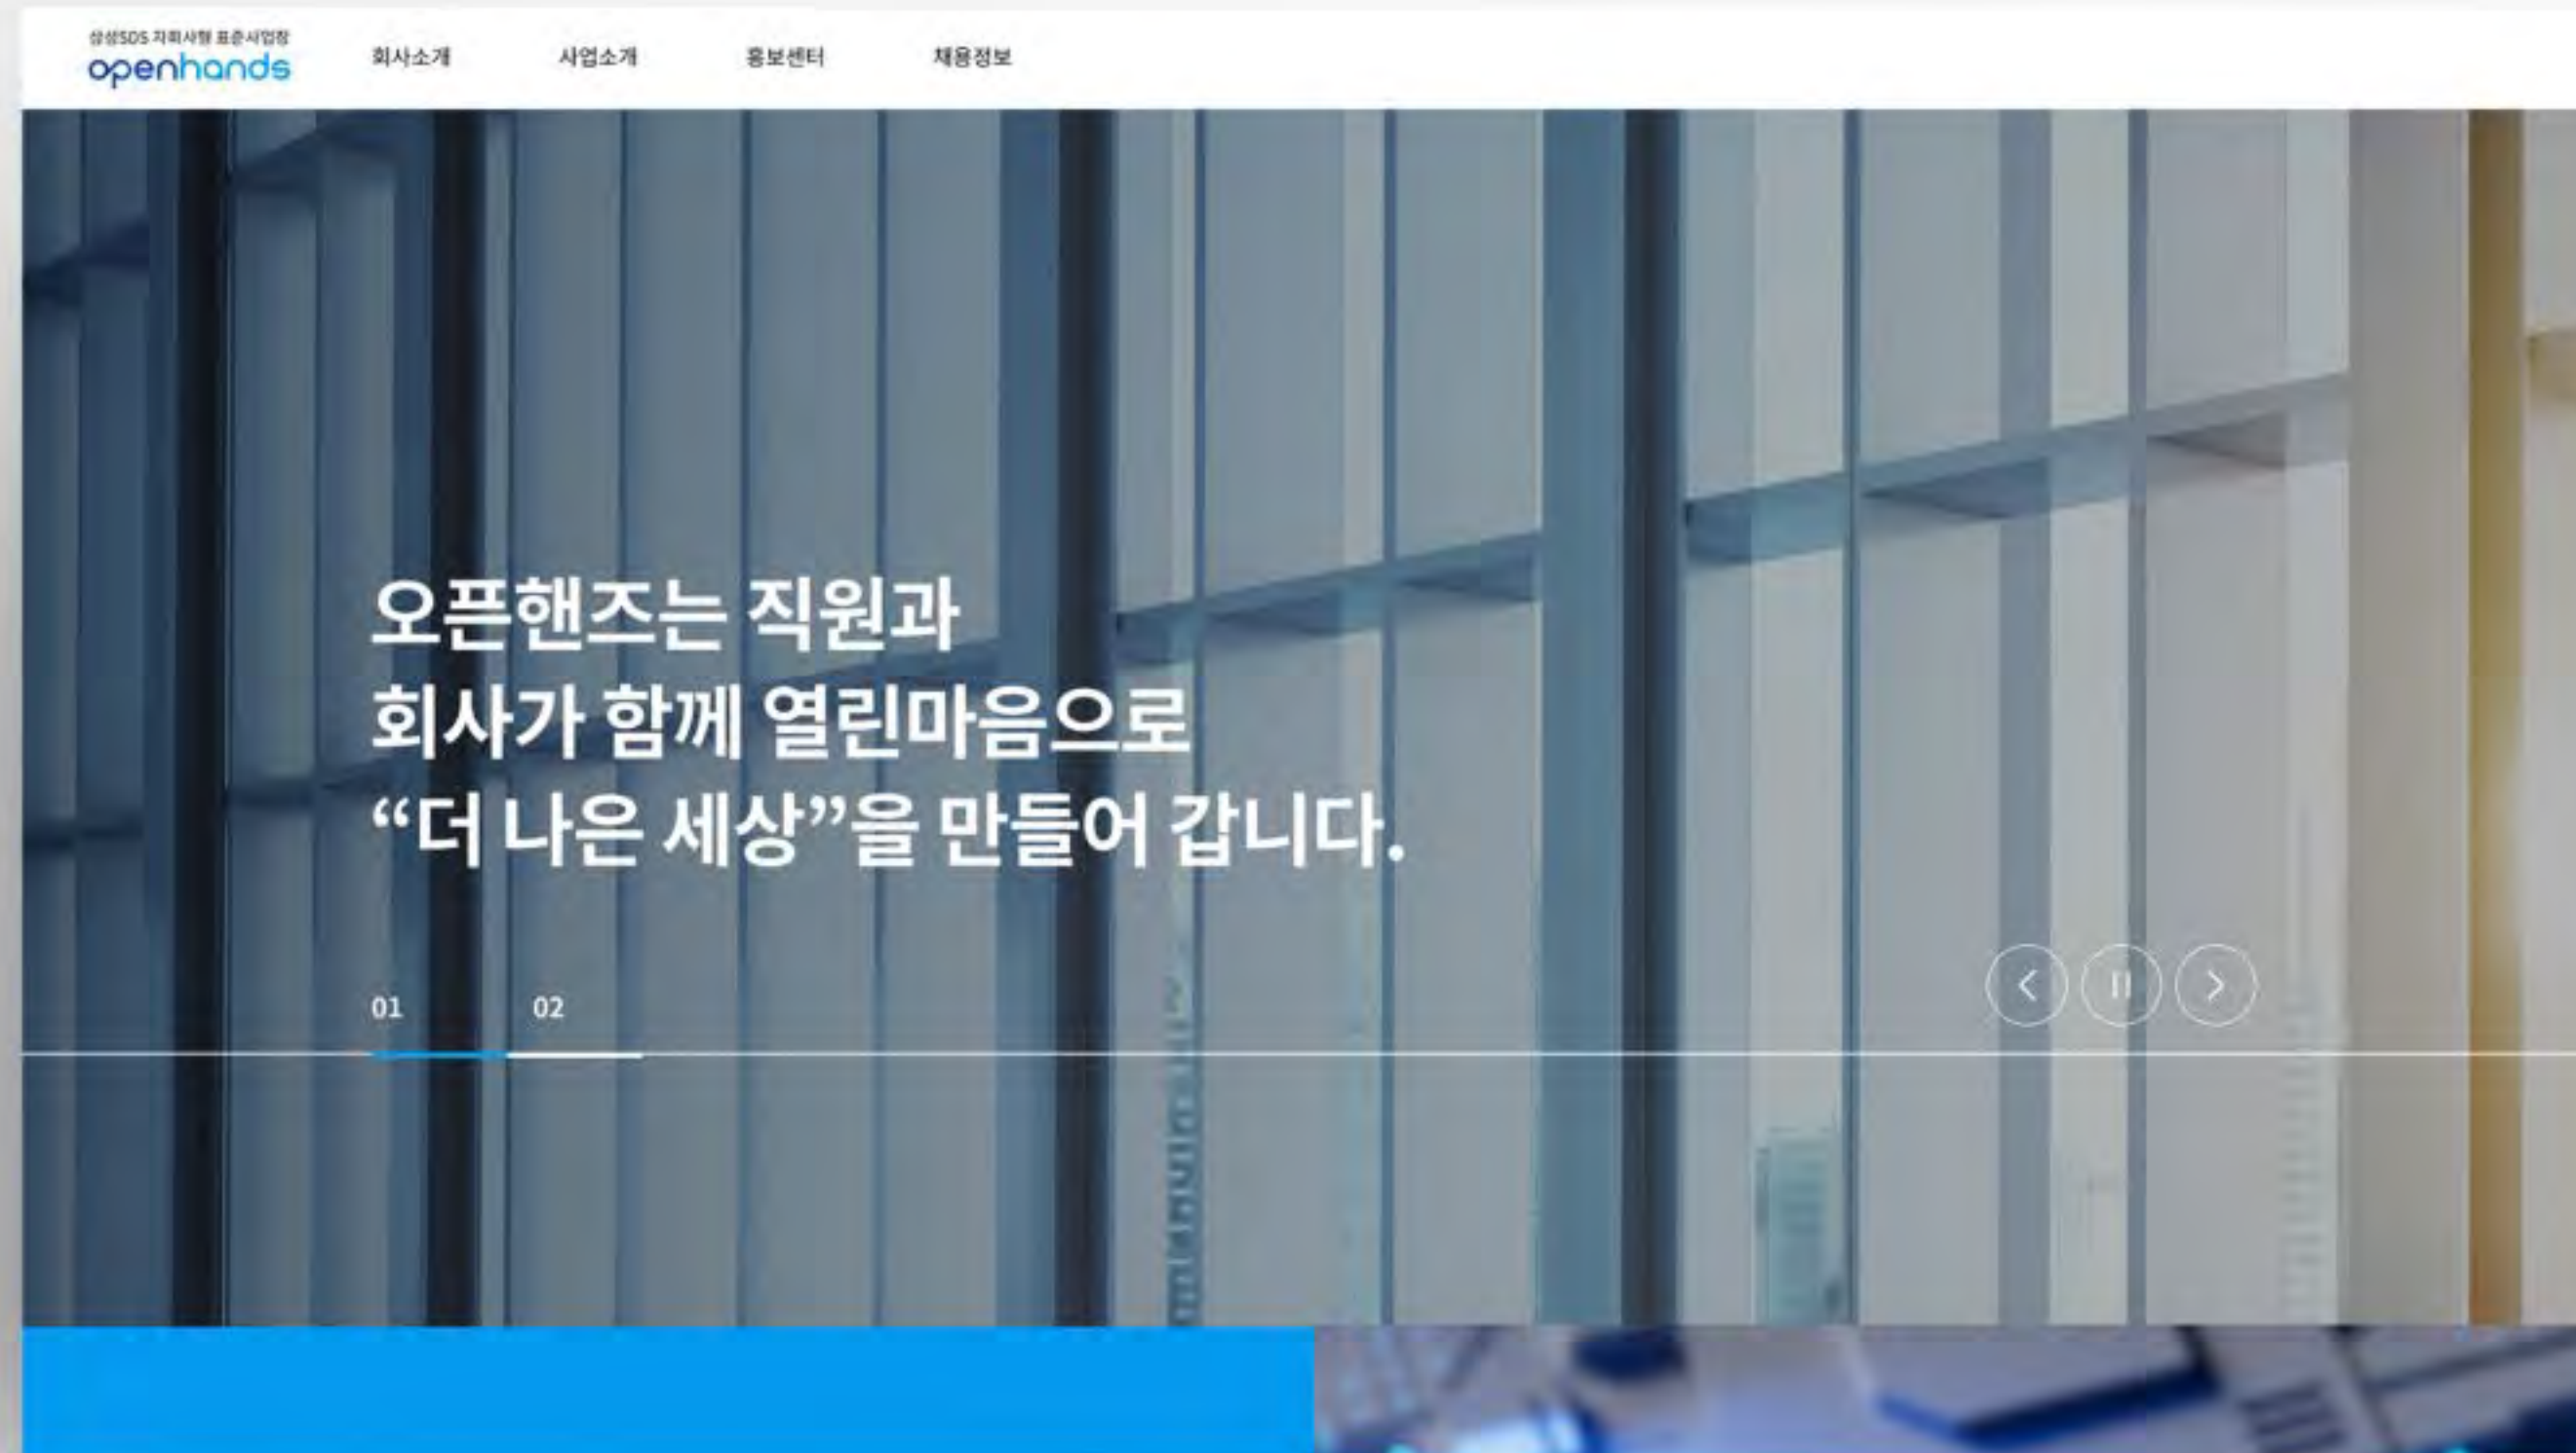 삼성SDS 자회사형 표준사업장
openhands
회사소개
사업소개
홍보센터
채용정보
오픈핸즈는 직원과
회사가 함께 열린마음으로
“더 나은 세상”을 만들어 갑니다.
01
02